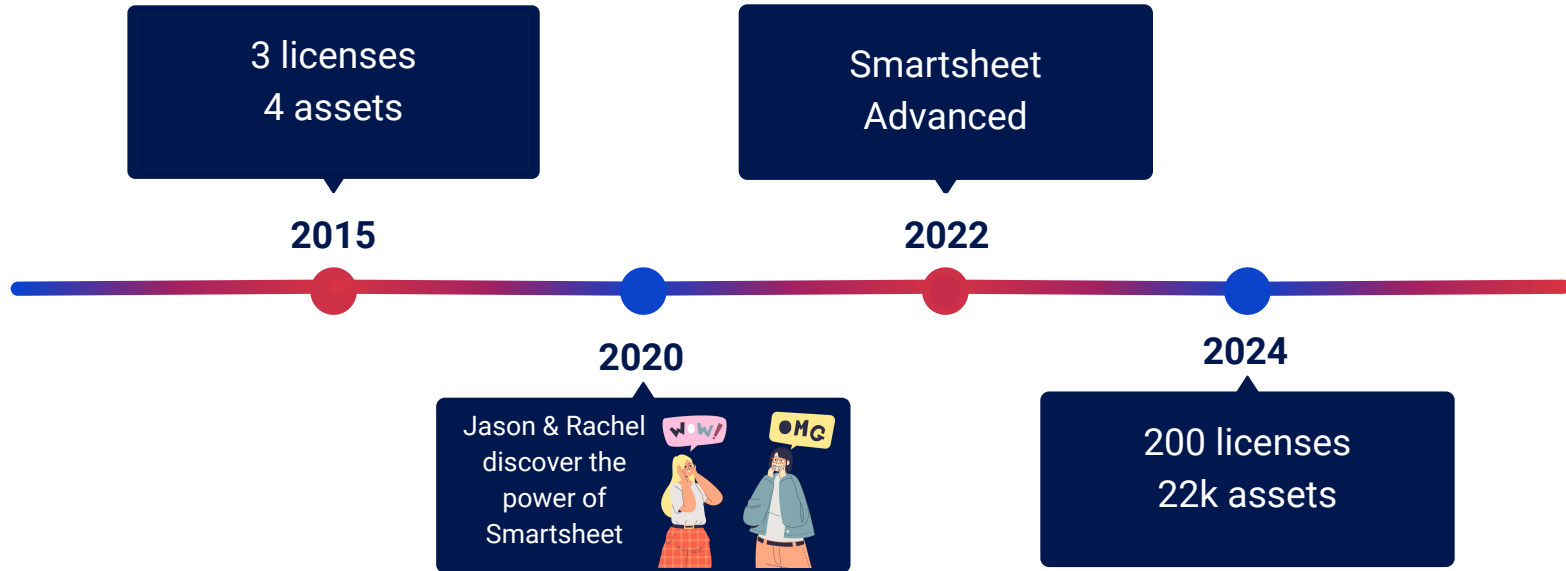 3 licenses
4 assets
Smartsheet
Advanced
2015
2022
2020
2024
Jason & Rachel
discover the
power of
Smartsheet
WOW!
OMG
200 licenses
22k assets